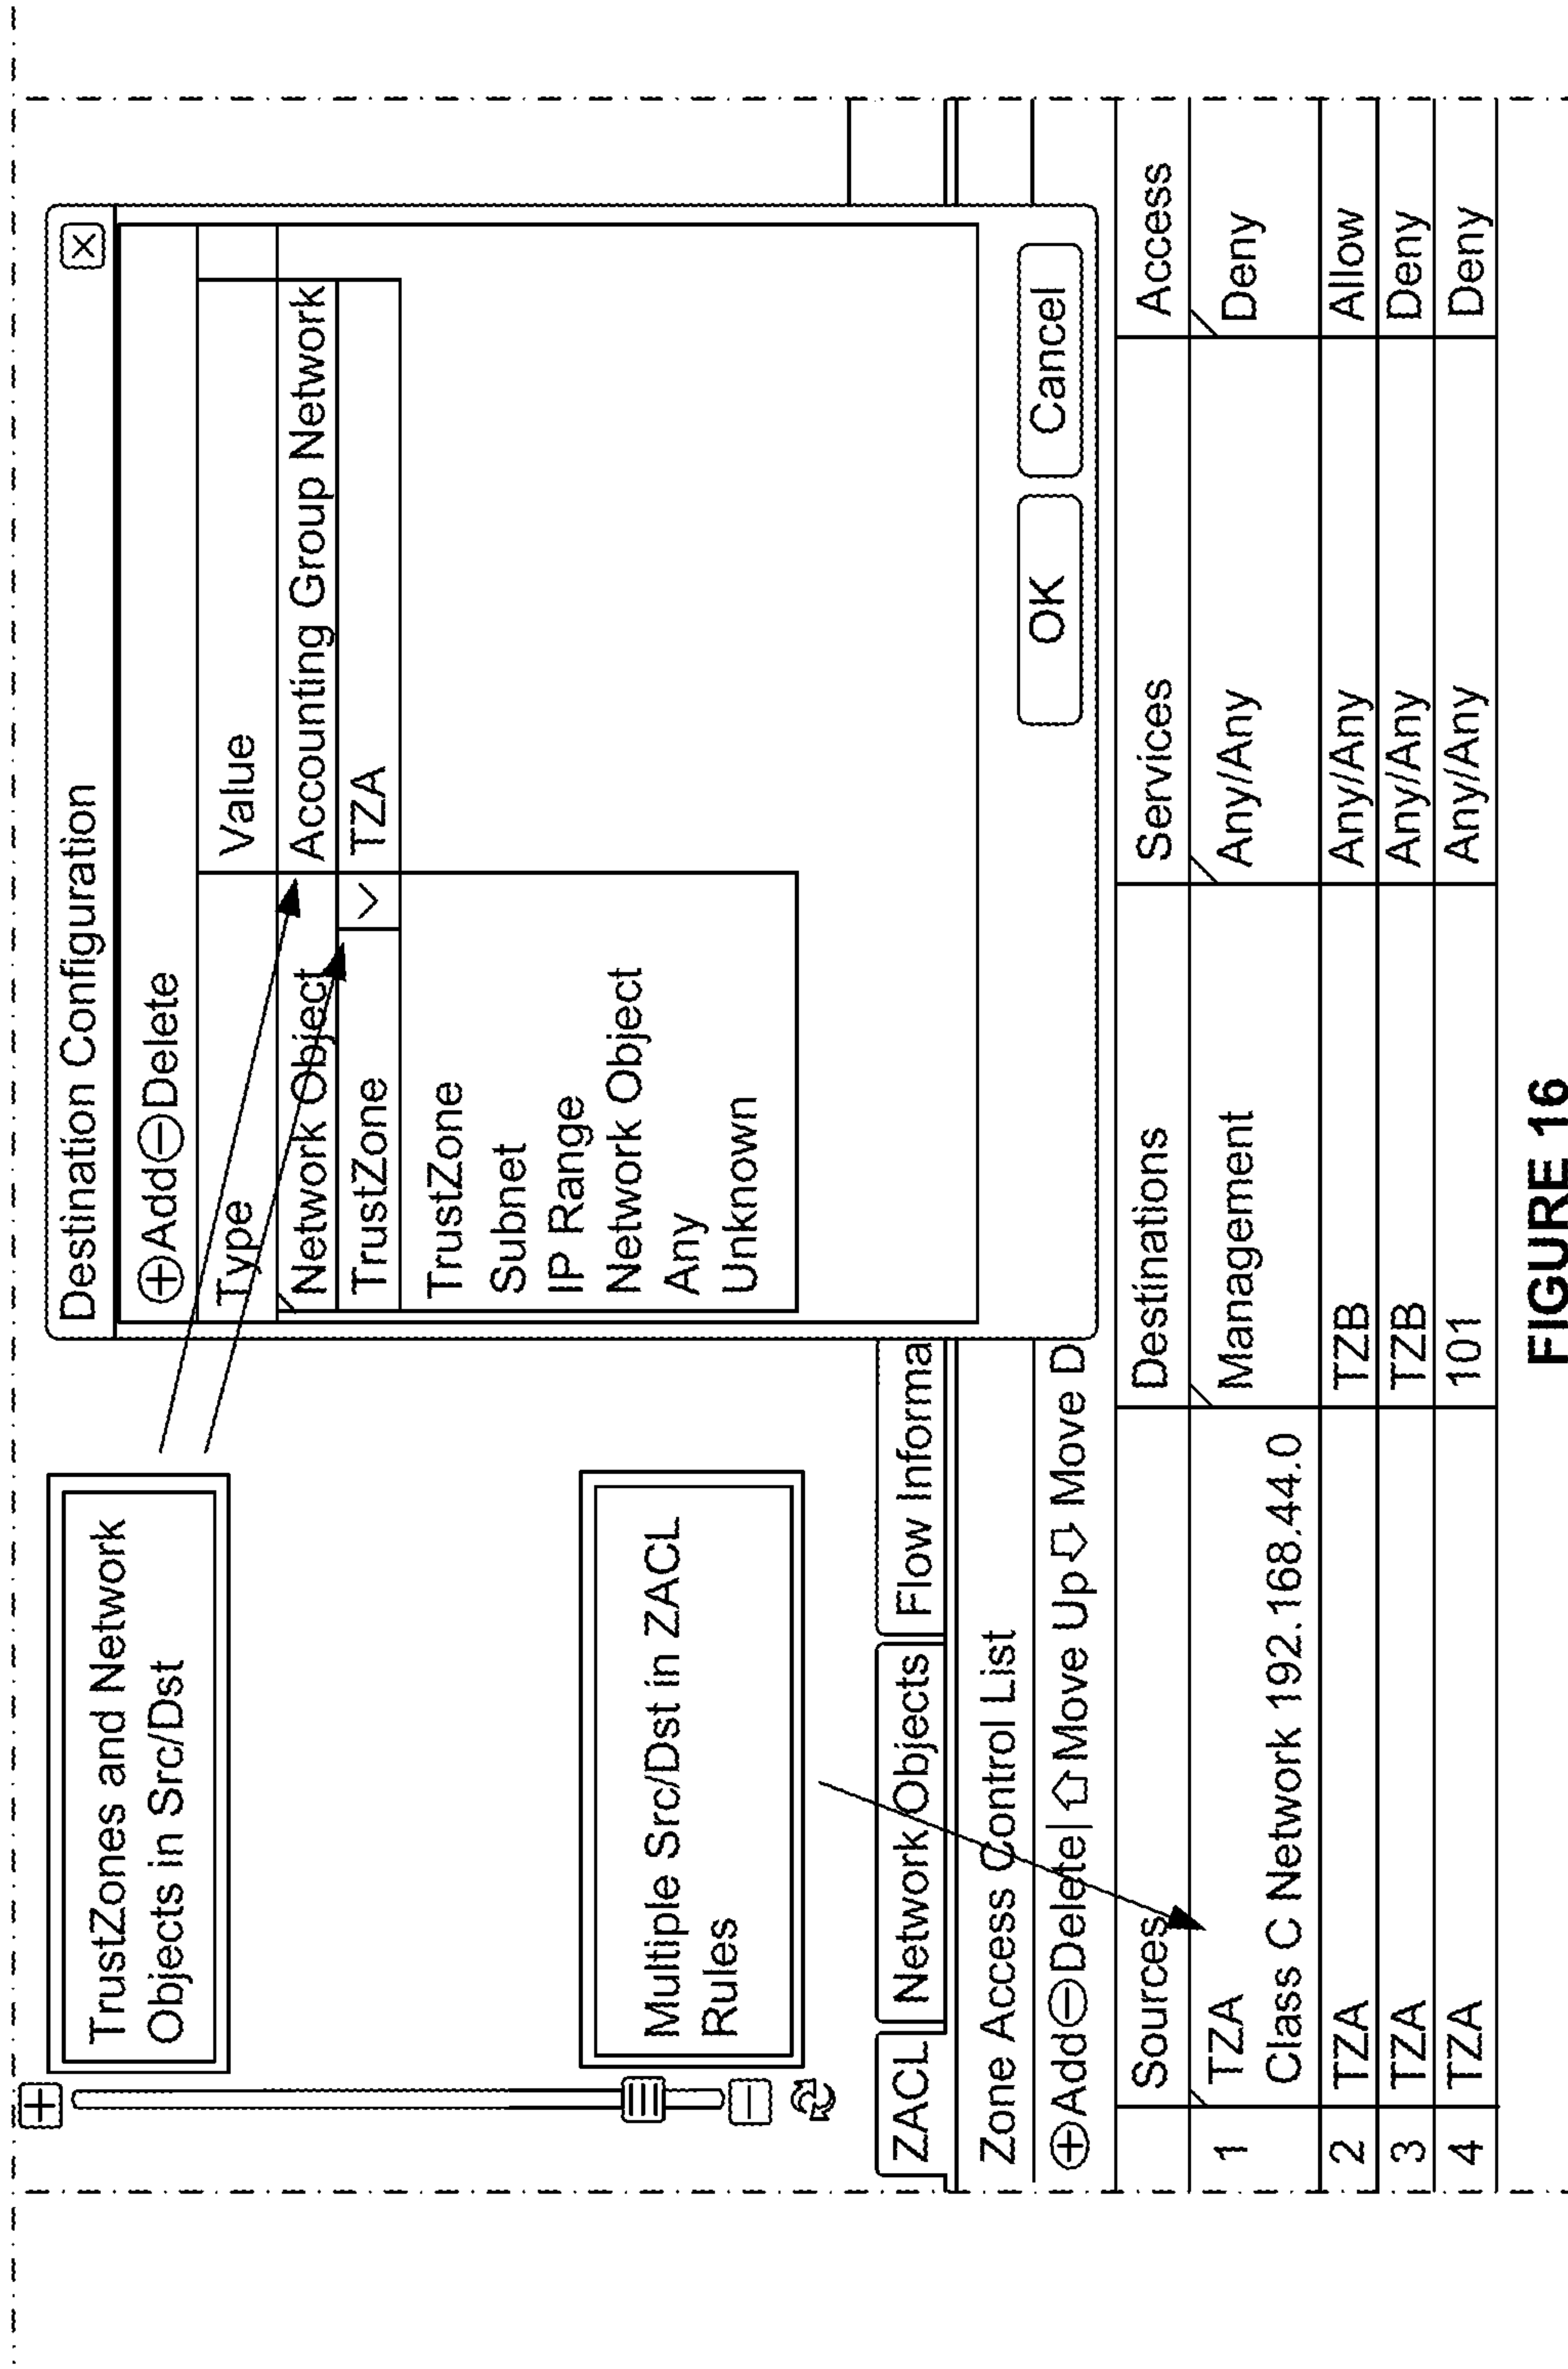 TrustZones and Network
Objects in Src/Dst
Multiple Src/Dst in ZACL
Rules
Destination Configuration
X
Add Delete
Type Value
Network Object Accounting Group Network
TrustZone TZA
TrustZone
Subnet
IP Range
Network Object
Any
Unknown
OK Cancel
ZACL Network Objects Flow Informa
Zone Access Control List
Add Delete| Move Up Move D
Sources Destinations Services Access
1 TZA Management Any/Any Deny
Class C Network 192.168.44.0
2 TZA TZB Any/Any Allow
3 TZA TZB Any/Any Deny
4 TZA 101 Any/Any Deny
FIGURE 16